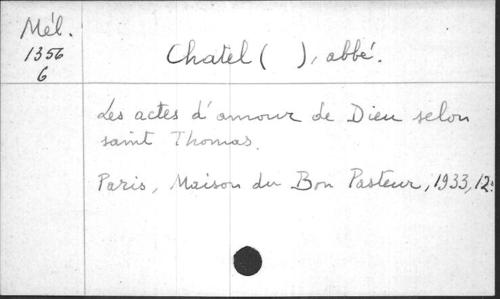 Mél.
1356
6
Chatel ( ), abbé.
Les actes d'amour de Dieu selon
saint Thomas.
Paris, Maison du Bon Pasteur, 1933, 12º